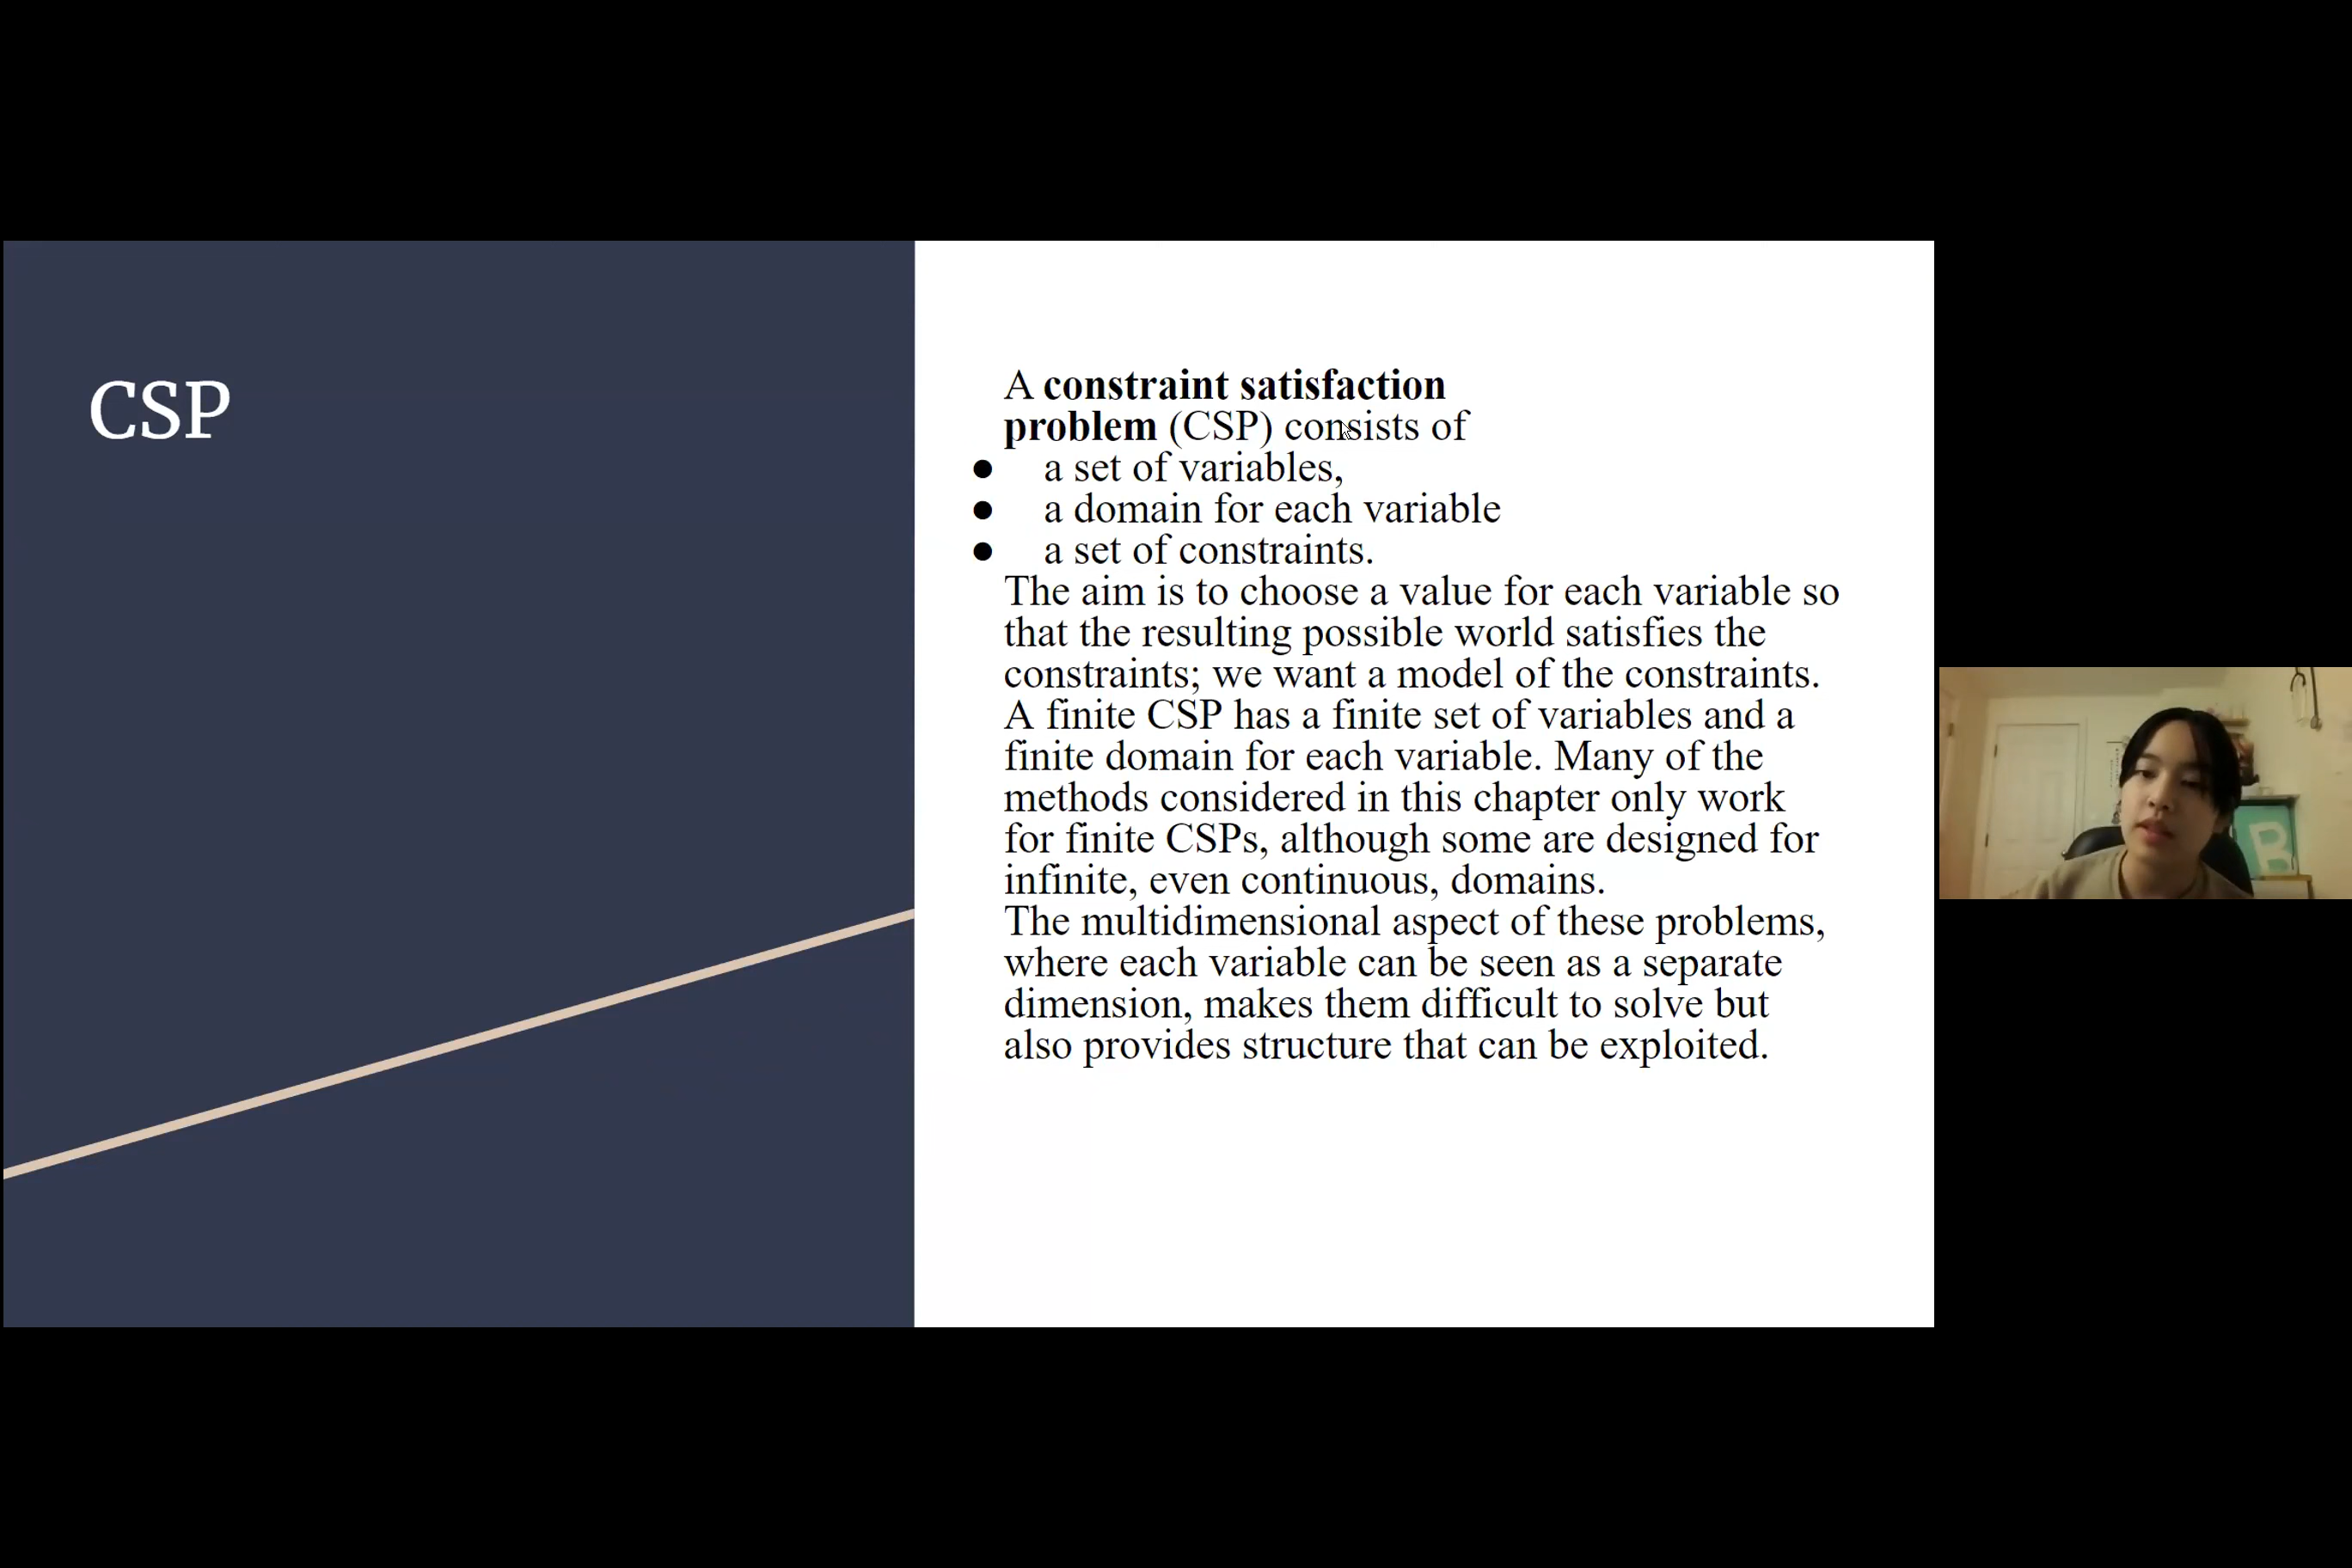 CSP
A constraint satisfaction
problem (CSP) consists of
● a set of variables,
● a domain for each variable
● a set of constraints.
The aim is to choose a value for each variable so
that the resulting possible world satisfies the
constraints; we want a model of the constraints.
A finite CSP has a finite set of variables and a
finite domain for each variable. Many of the
methods considered in this chapter only work
for finite CSPs, although some are designed for
infinite, even continuous, domains.
The multidimensional aspect of these problems,
where each variable can be seen as a separate
dimension, makes them difficult to solve but
also provides structure that can be exploited.
B